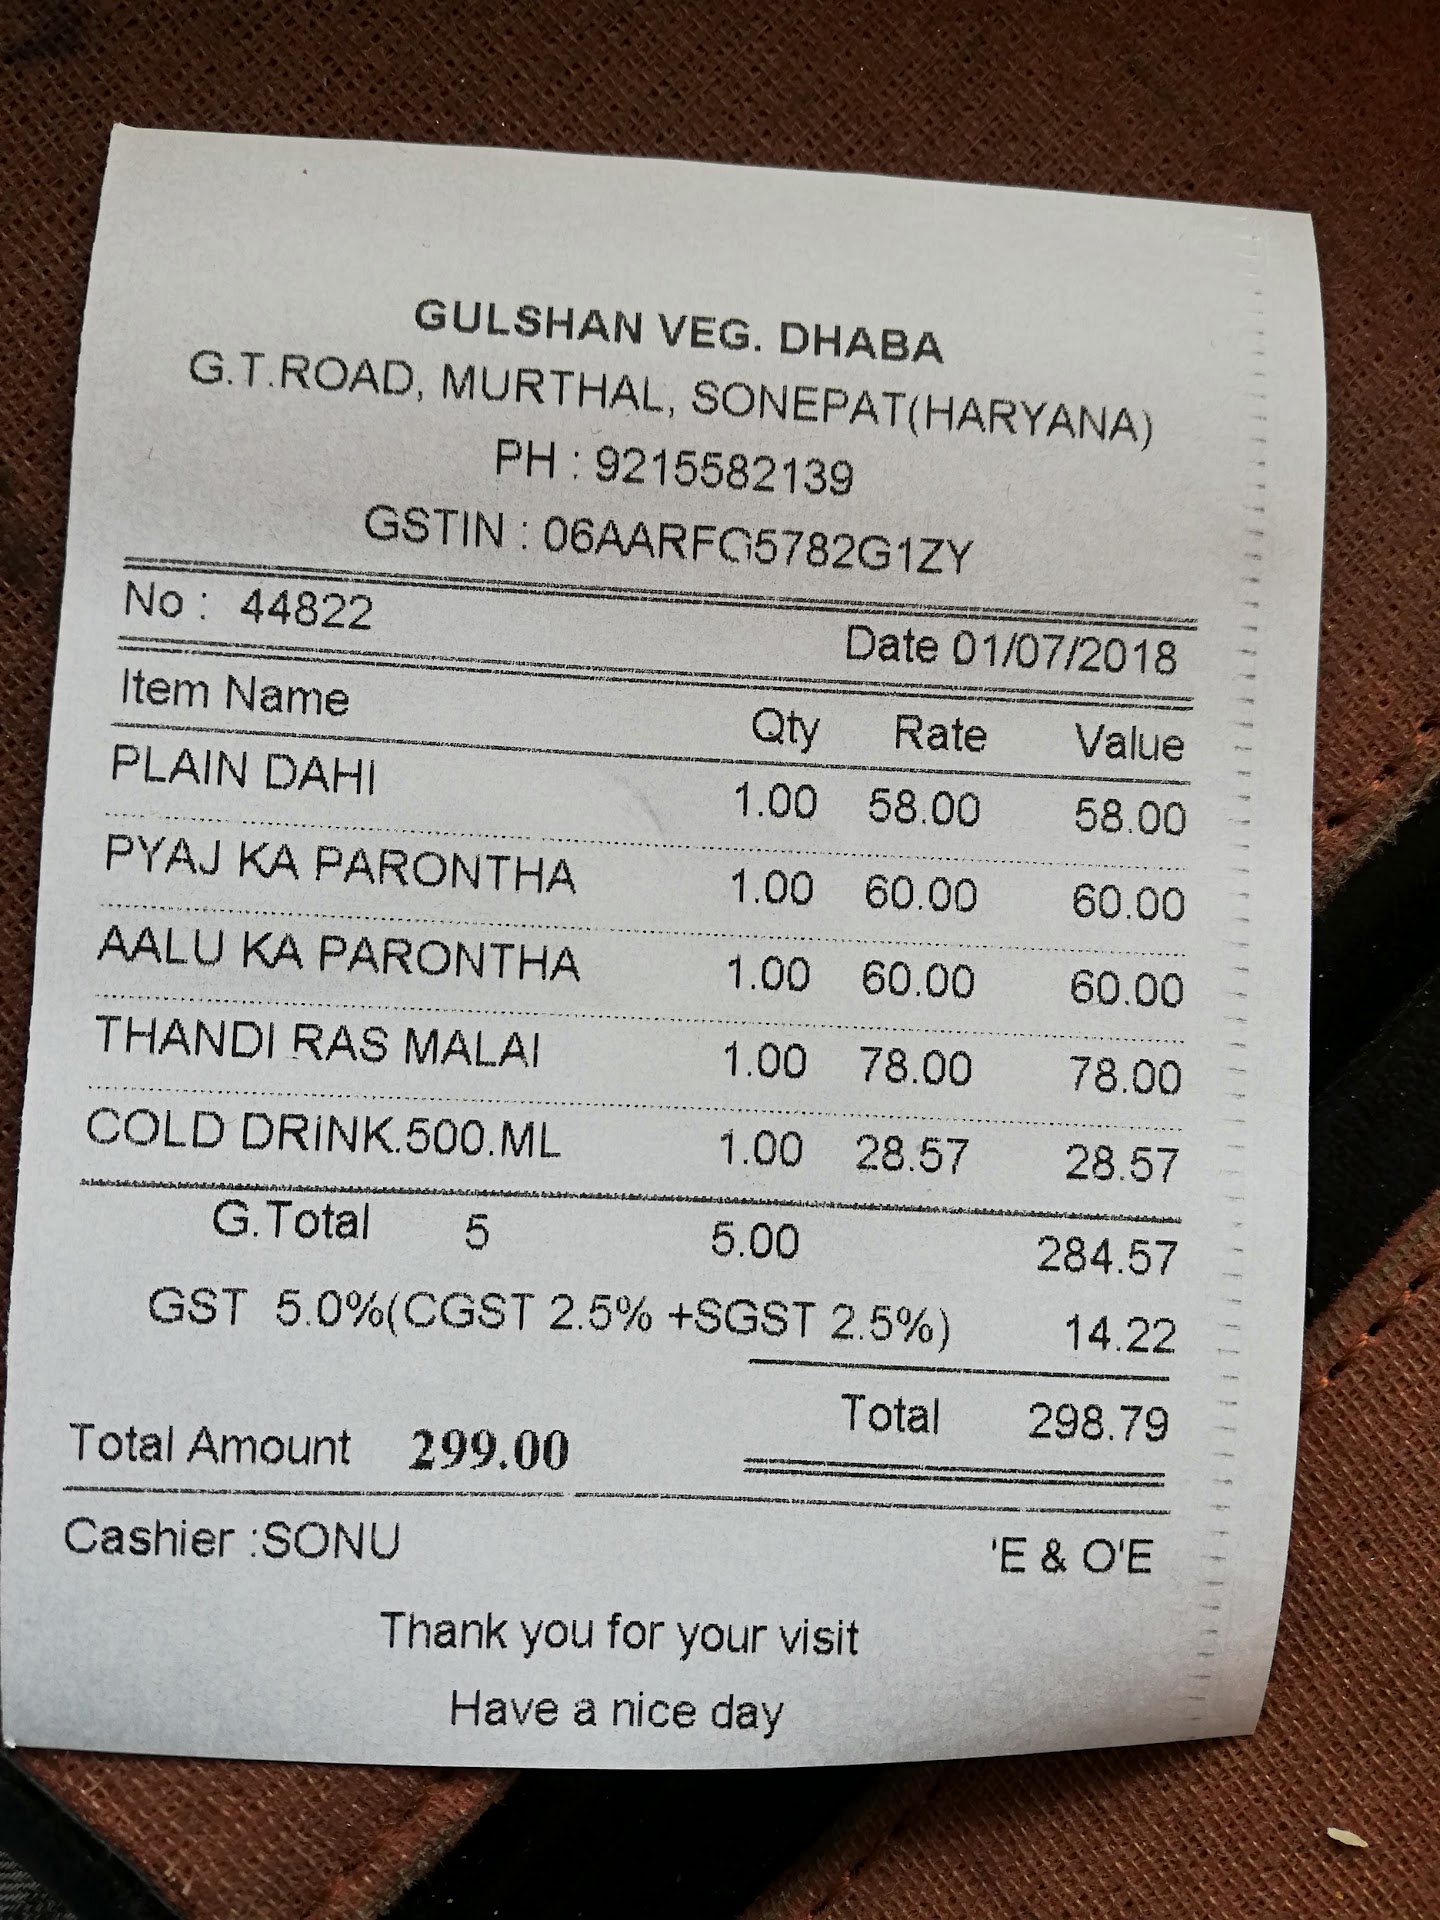 GULSHAN VEG. DHABA
G.T.ROAD, MURTHAL, SONEPAT(HARYANA)
PH : 9215582139
GSTIN : 06AARFG5782G1ZY
No : 44822 Date 01/07/2018
Item Name Qty Rate Value
PLAIN DAHI 1.00 58.00 58.00
PYAJ KA PARONTHA 1.00 60.00 60.00
AALU KA PARONTHA 1.00 60.00 60.00
THANDI RAS MALAI 1.00 78.00 78.00
COLD DRINK.500.ML 1.00 28.57 28.57
G.Total 5 5.00 284.57
GST 5.0%(CGST 2.5% +SGST 2.5%) 14.22
Total 298.79
Total Amount 299.00
Cashier :SONU 'E & O'E
Thank you for your visit
Have a nice day